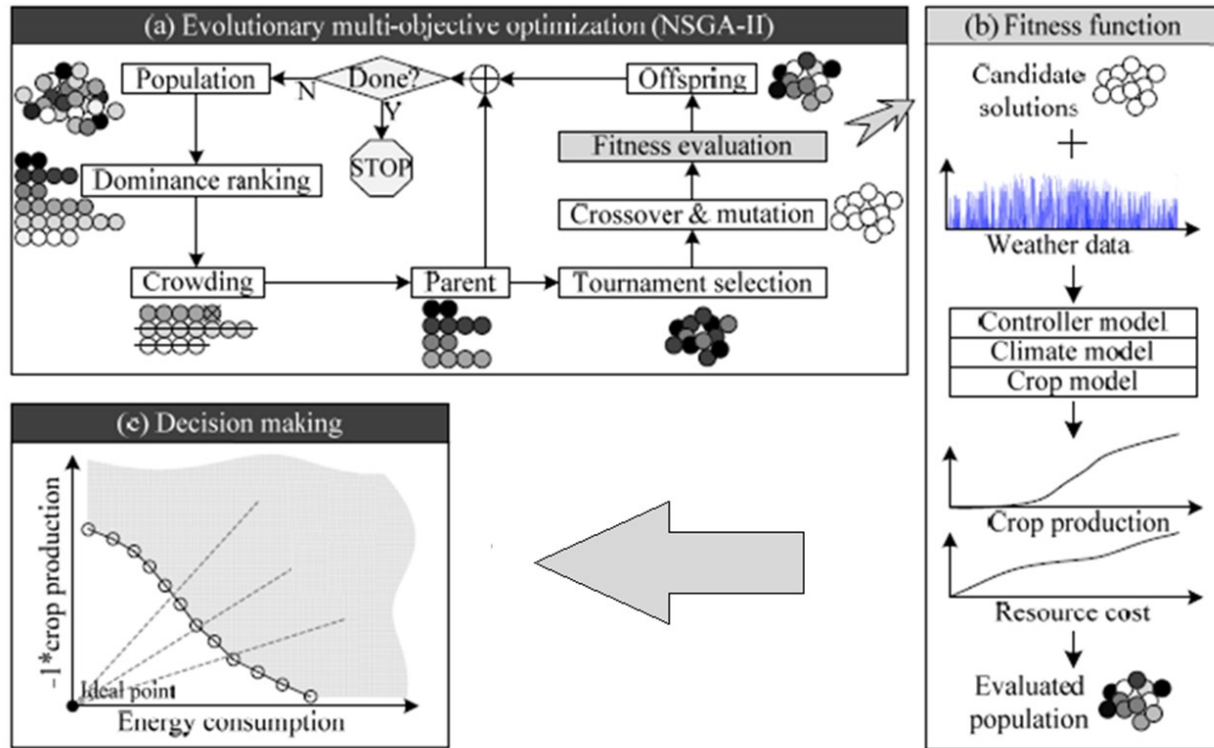 (a) Evolutionary multi-objective optimization (NSGA-II)
Population
Done?
N
Y
STOP
Offspring
Fitness evaluation
Dominance ranking
Crossover & mutation
Crowding
Parent
Tournament selection
(b) Fitness function
Candidate
solutions
+
Weather data
Controller model
Climate model
Crop model
Crop production
Resource cost
Evaluated
population
(c) Decision making
-1*crop production
Ideal point
Energy consumption